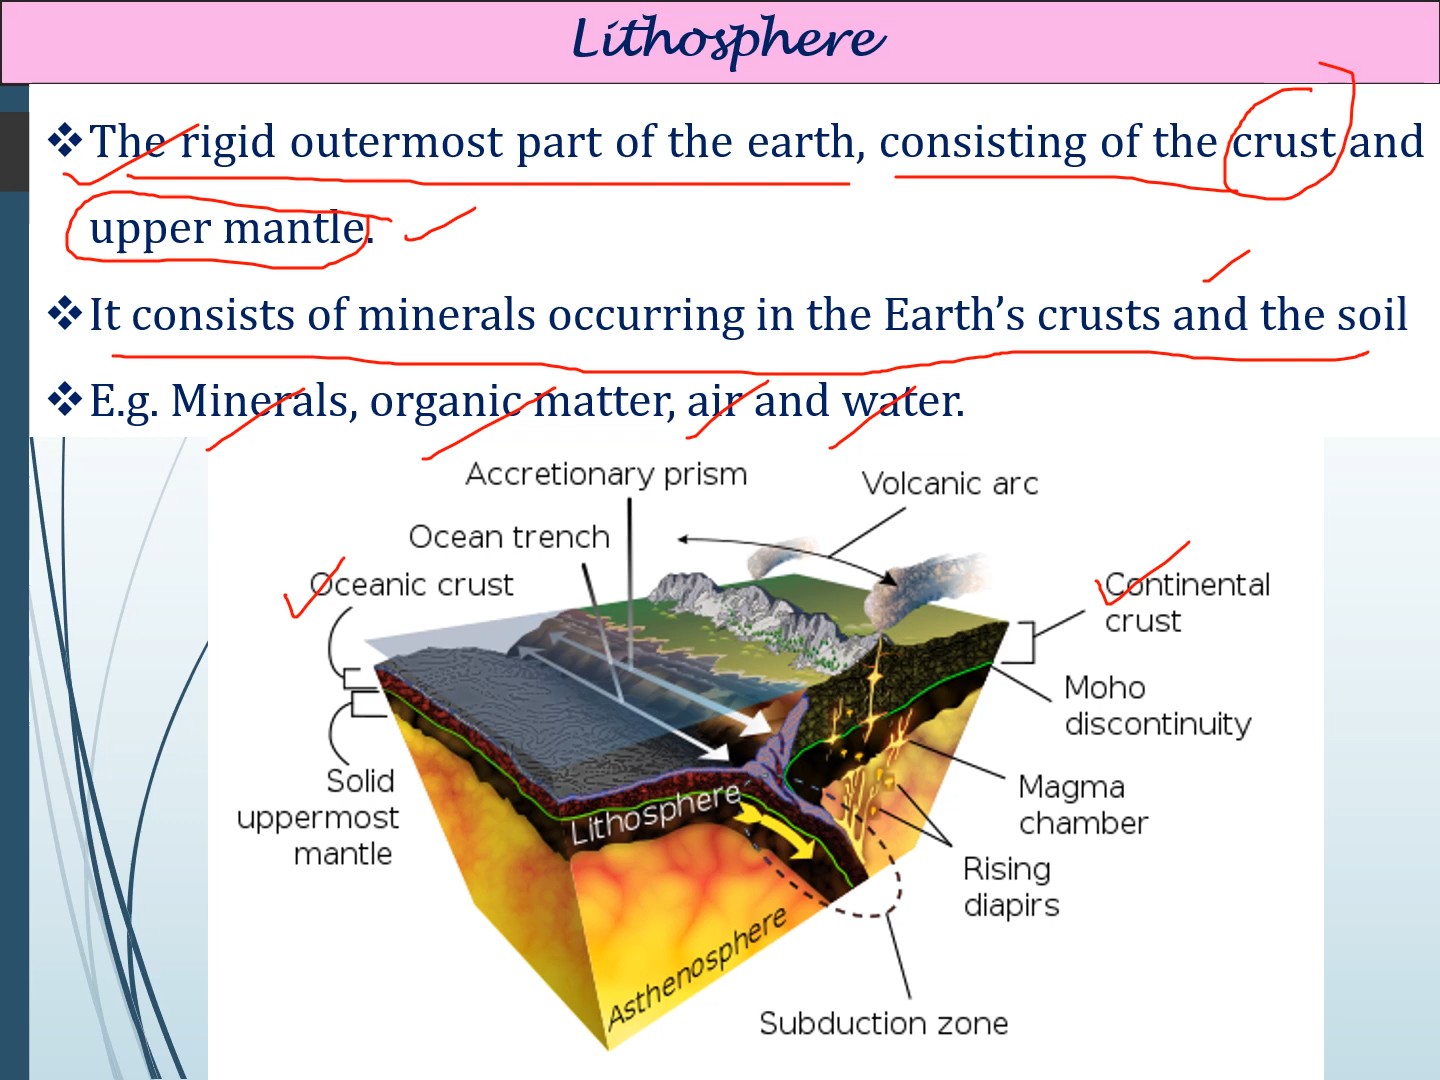 Lithosphere
❖The rigid outermost part of the earth, consisting of the crust and
upper mantle.
❖It consists of minerals occurring in the Earth’s crusts and the soil
❖E.g. Minerals, organic matter, air and water.
Accretionary prism
Volcanic arc
Ocean trench
Oceanic crust
Continental
crust
Moho
discontinuity
Solid
uppermost
mantle
Magma
chamber
Lithosphere
Rising
diapirs
Asthenosphere
Subduction zone